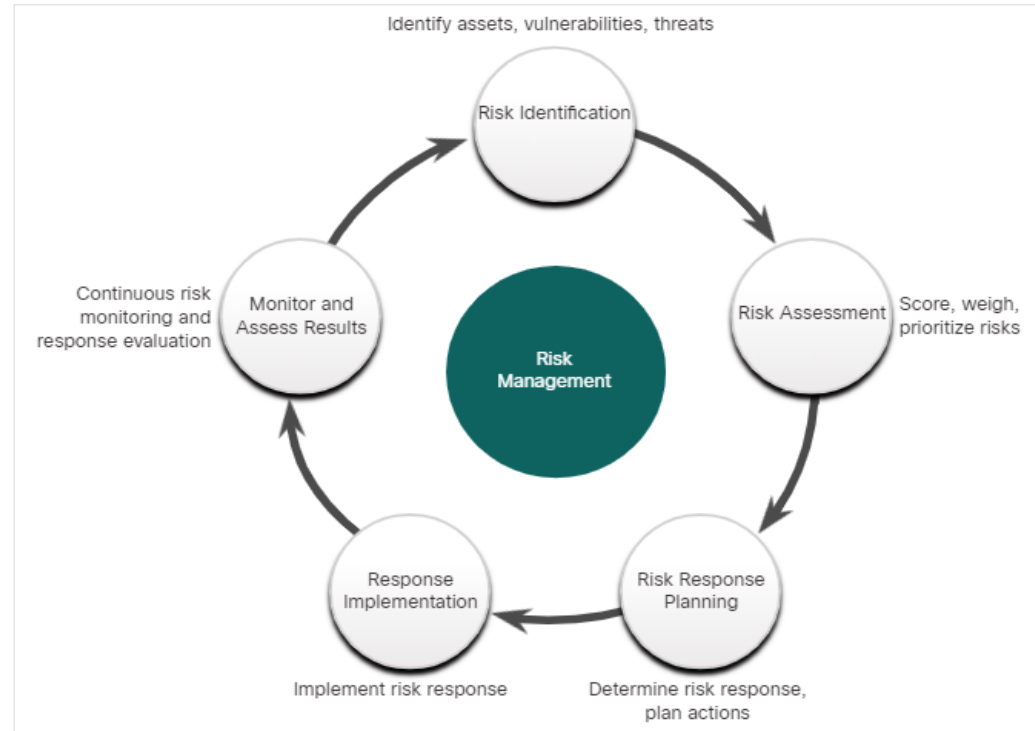 Identify assets, vulnerabilities, threats
Risk Identification
Risk Assessment
Score, weigh,
prioritize risks
Risk Response
Planning
Determine risk response,
plan actions
Response
Implementation
Implement risk response
Monitor and
Assess Results
Continuous risk
monitoring and
response evaluation
Risk
Management